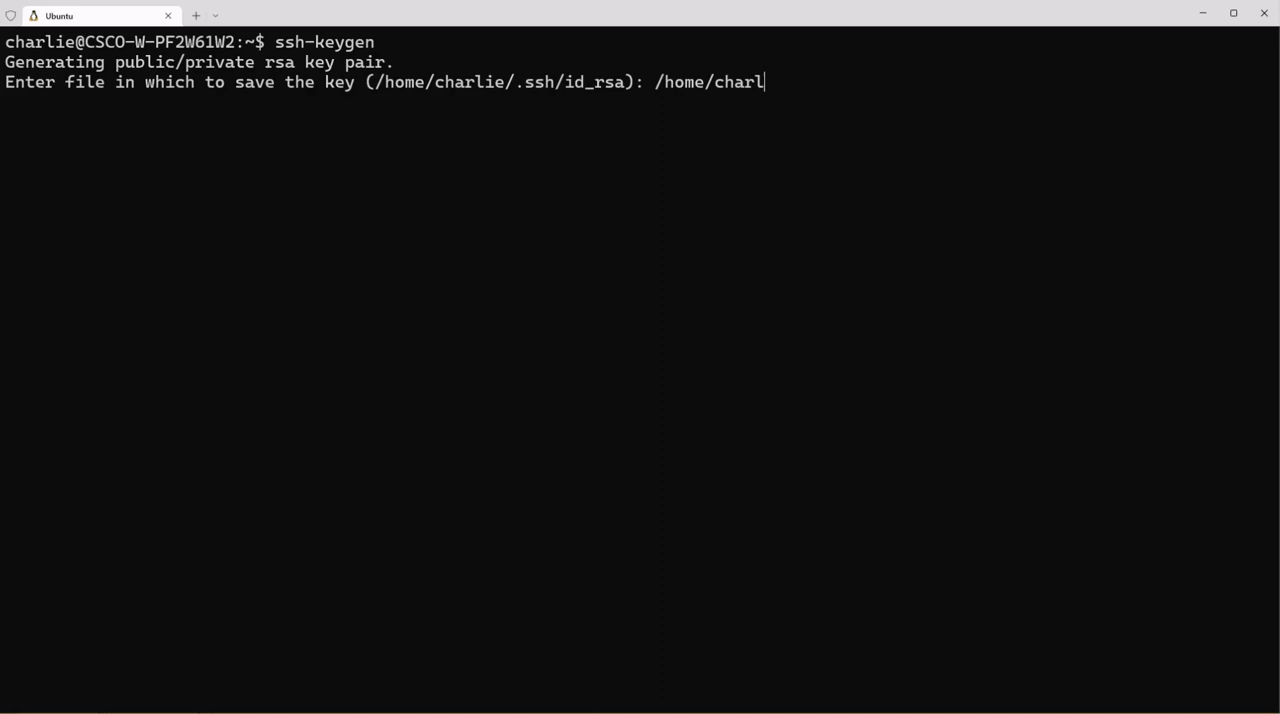 Ubuntu
charlie@CSCO-W-PF2W61W2:~$ ssh-keygen
Generating public/private rsa key pair.
Enter file in which to save the key (/home/charlie/.ssh/id_rsa): /home/charl